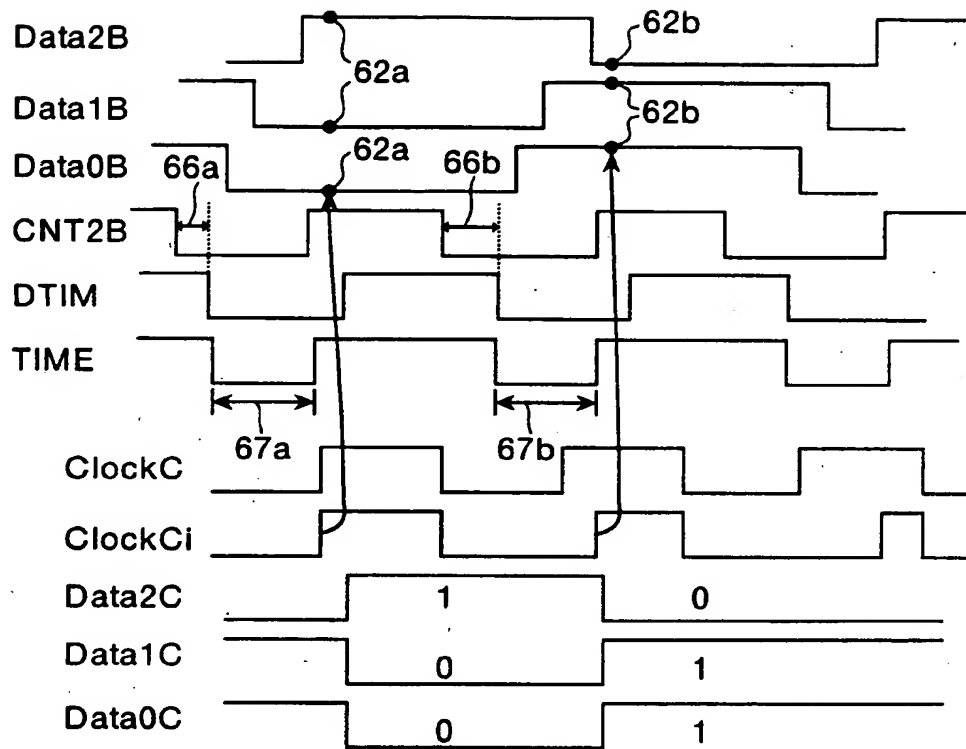 Data2B
62b
62a
Data1B
62b
Data0B
62a
66b
66a
CNT2B
DTIM
TIME
67a
67b
ClockC
ClockCi
Data2C
1
0
Data1C
0
1
Data0C
0
1